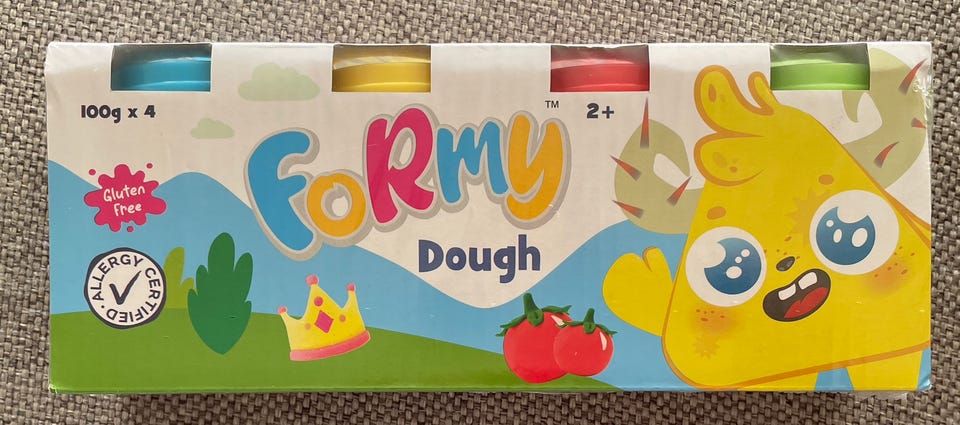 100g x 4
™
2+
FoRmy
Dough
Gluten
Free
ALLERGY CERTIFIED